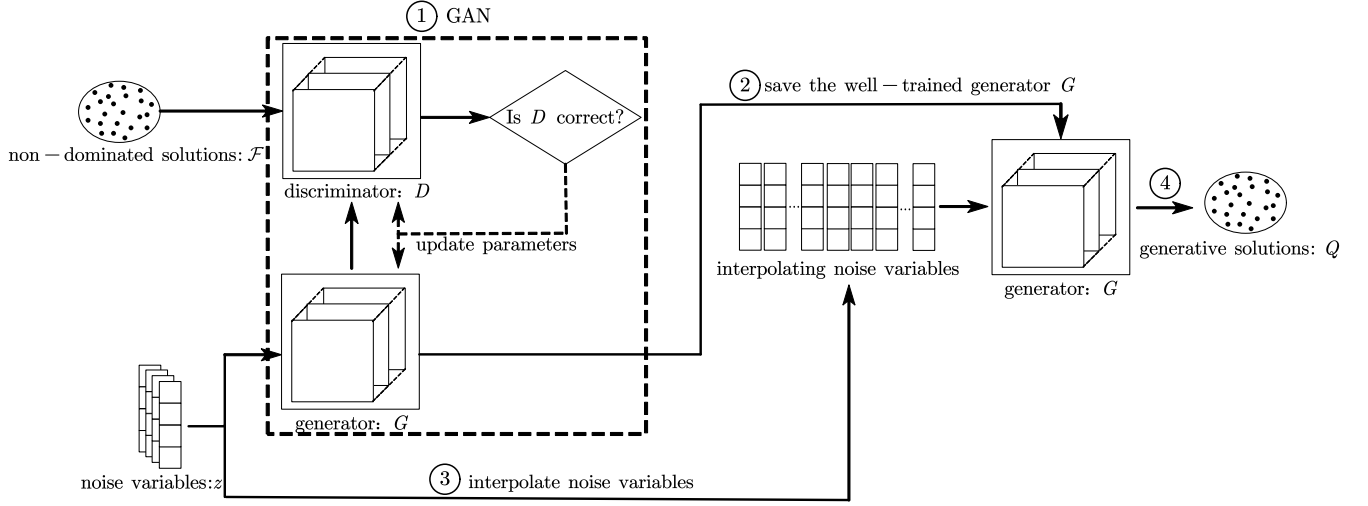 1 GAN
non-dominated solutions: ℱ
Is D correct?
discriminator: D
update parameters
generator: G
noise variables:z
2 save the well-trained generator G
3 interpolate noise variables
... ...
interpolating noise variables
generator: G
4
generative solutions: Q